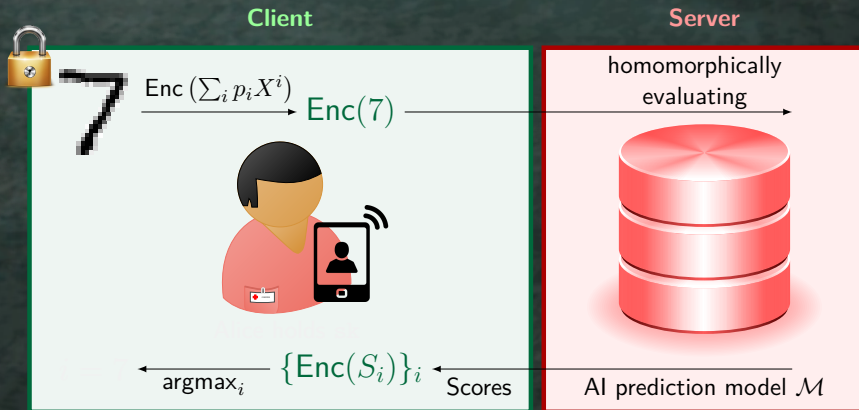 Client
Server
Enc (∑ᵢ pᵢXⁱ)
Enc(7)
homomorphically
evaluating
argmaxᵢ
{Enc(Sᵢ)}ᵢ
Scores
AI prediction model ℳ